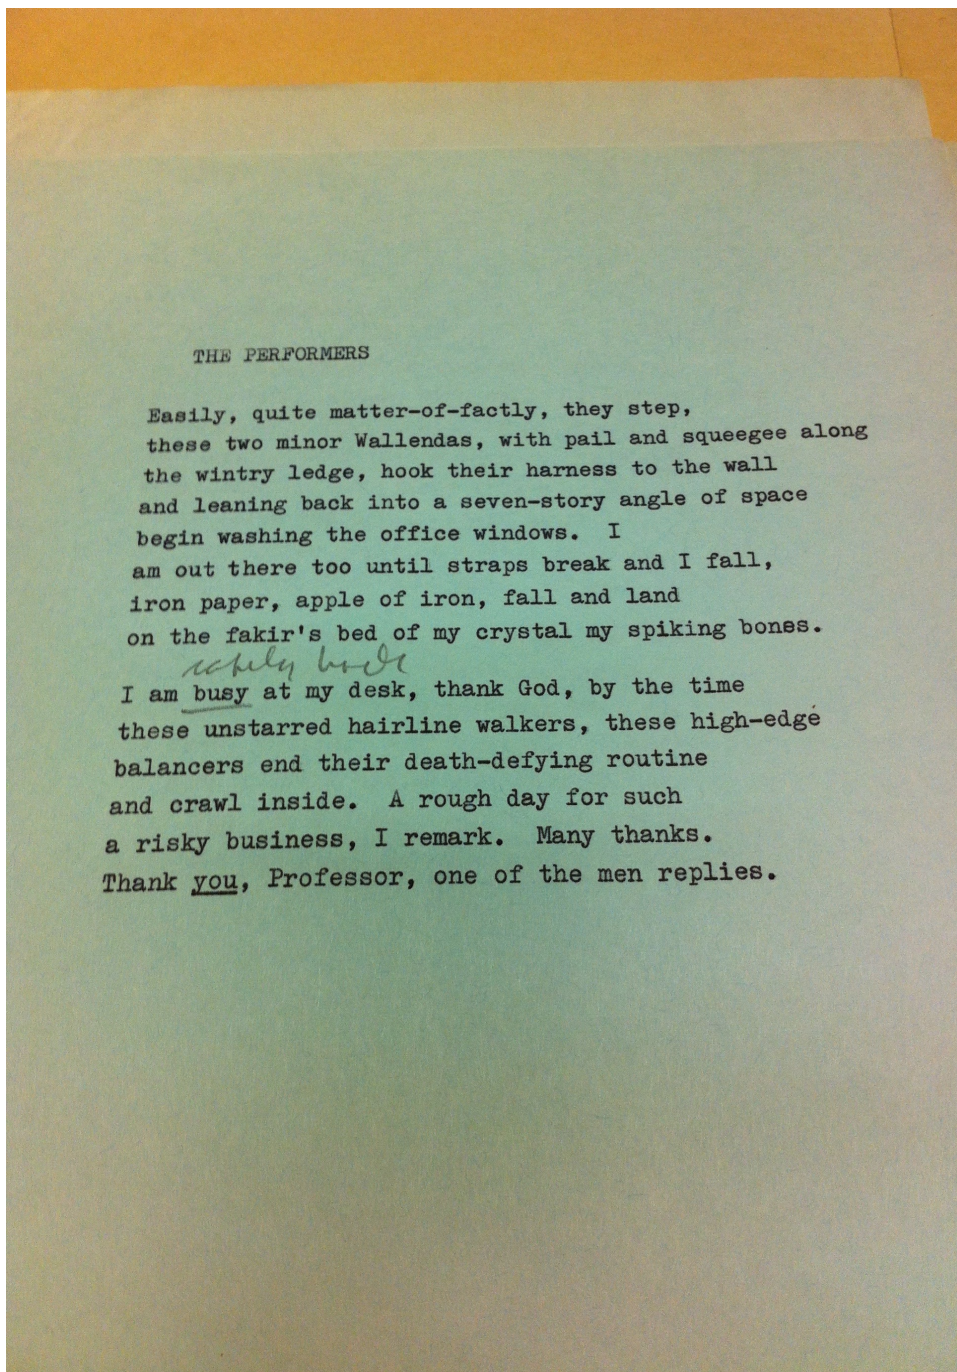 THE PERFORMERS
Easily, quite matter-of-factly, they step,
these two minor Wallendas, with pail and squeegee along
the wintry ledge, hook their harness to the wall
and leaning back into a seven-story angle of space
begin washing the office windows. I
am out there too until straps break and I fall,
iron paper, apple of iron, fall and land
on the fakir's bed of my crystal my spiking bones.
safely back
I am busy at my desk, thank God, by the time
these unstarred hairline walkers, these high-edge
balancers end their death-defying routine
and crawl inside. A rough day for such
a risky business, I remark. Many thanks.
Thank you, Professor, one of the men replies.